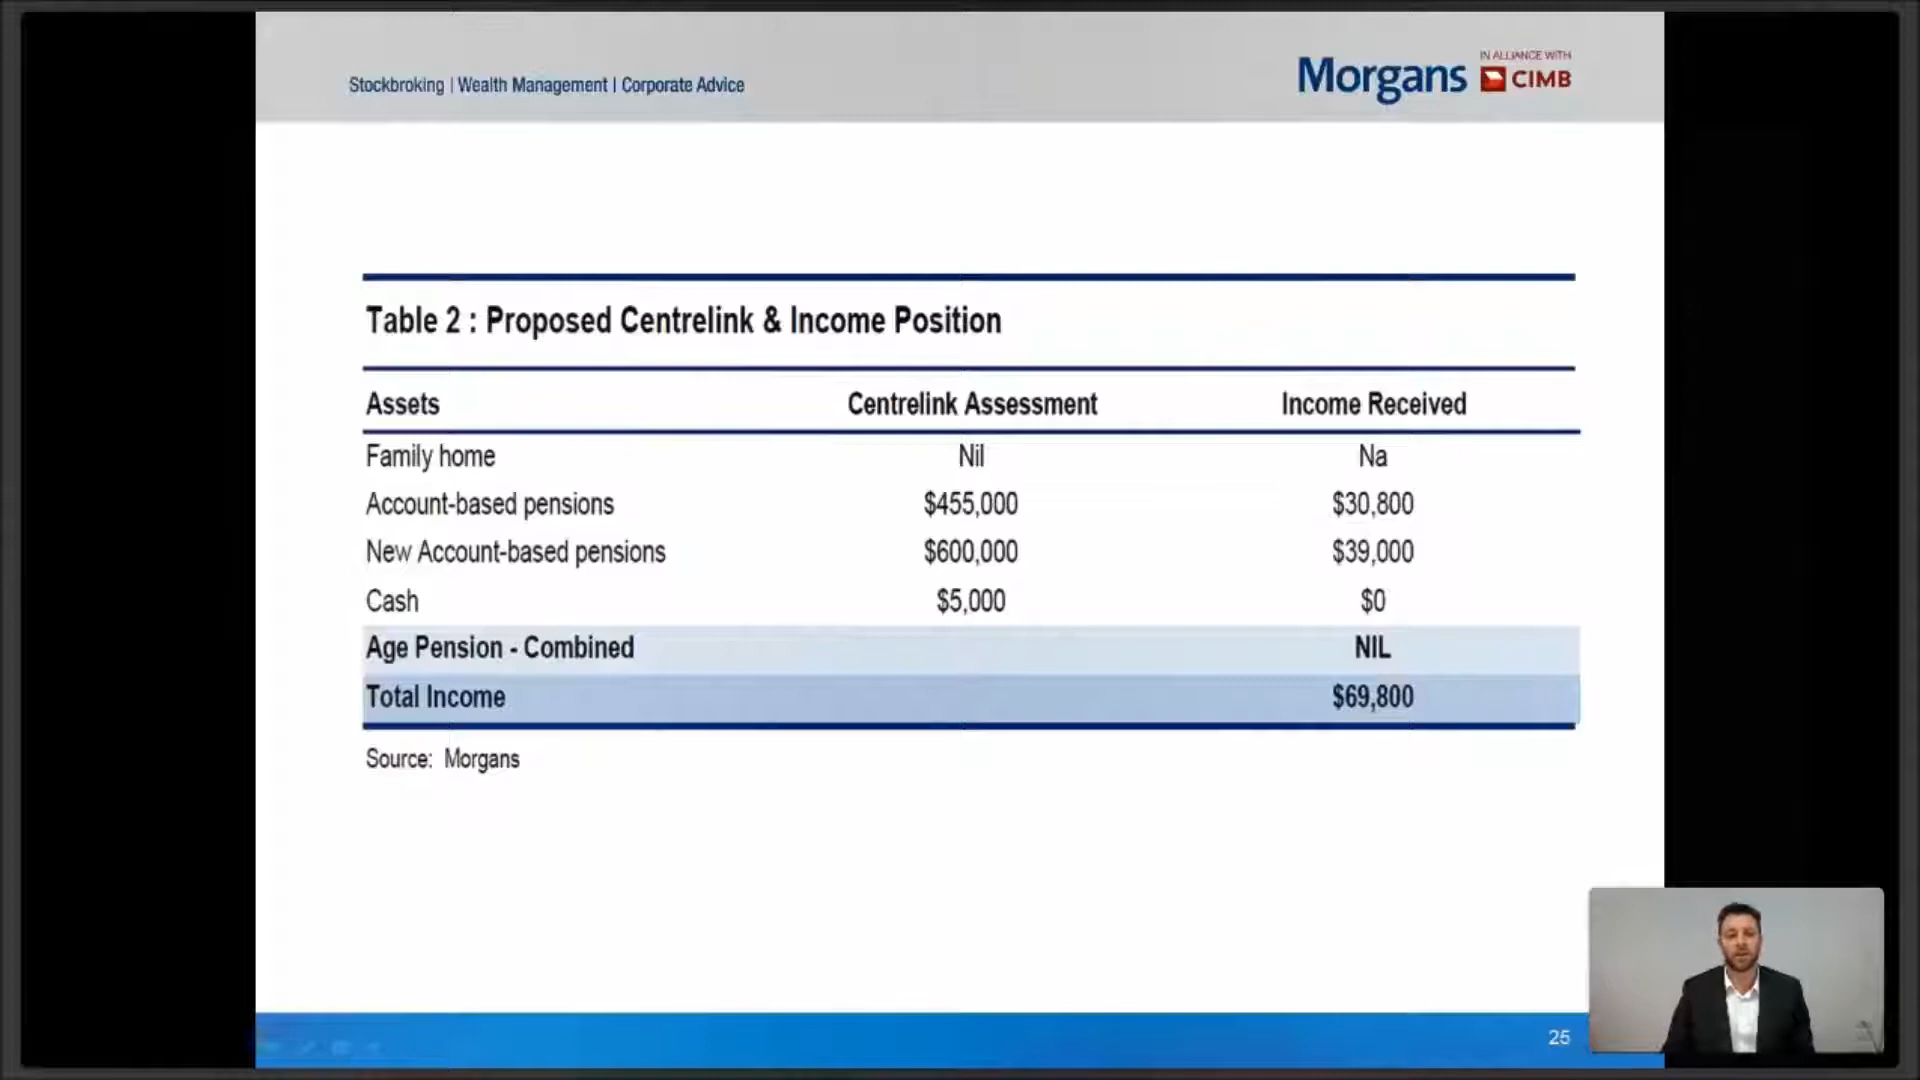 Stockbroking | Wealth Management | Corporate Advice
Morgans IN ALLIANCE WITH CIMB
Table 2 : Proposed Centrelink & Income Position
Assets Centrelink Assessment Income Received
Family home Nil Na
Account-based pensions $455,000 $30,800
New Account-based pensions $600,000 $39,000
Cash $5,000 $0
Age Pension - Combined NIL
Total Income $69,800
Source: Morgans
25